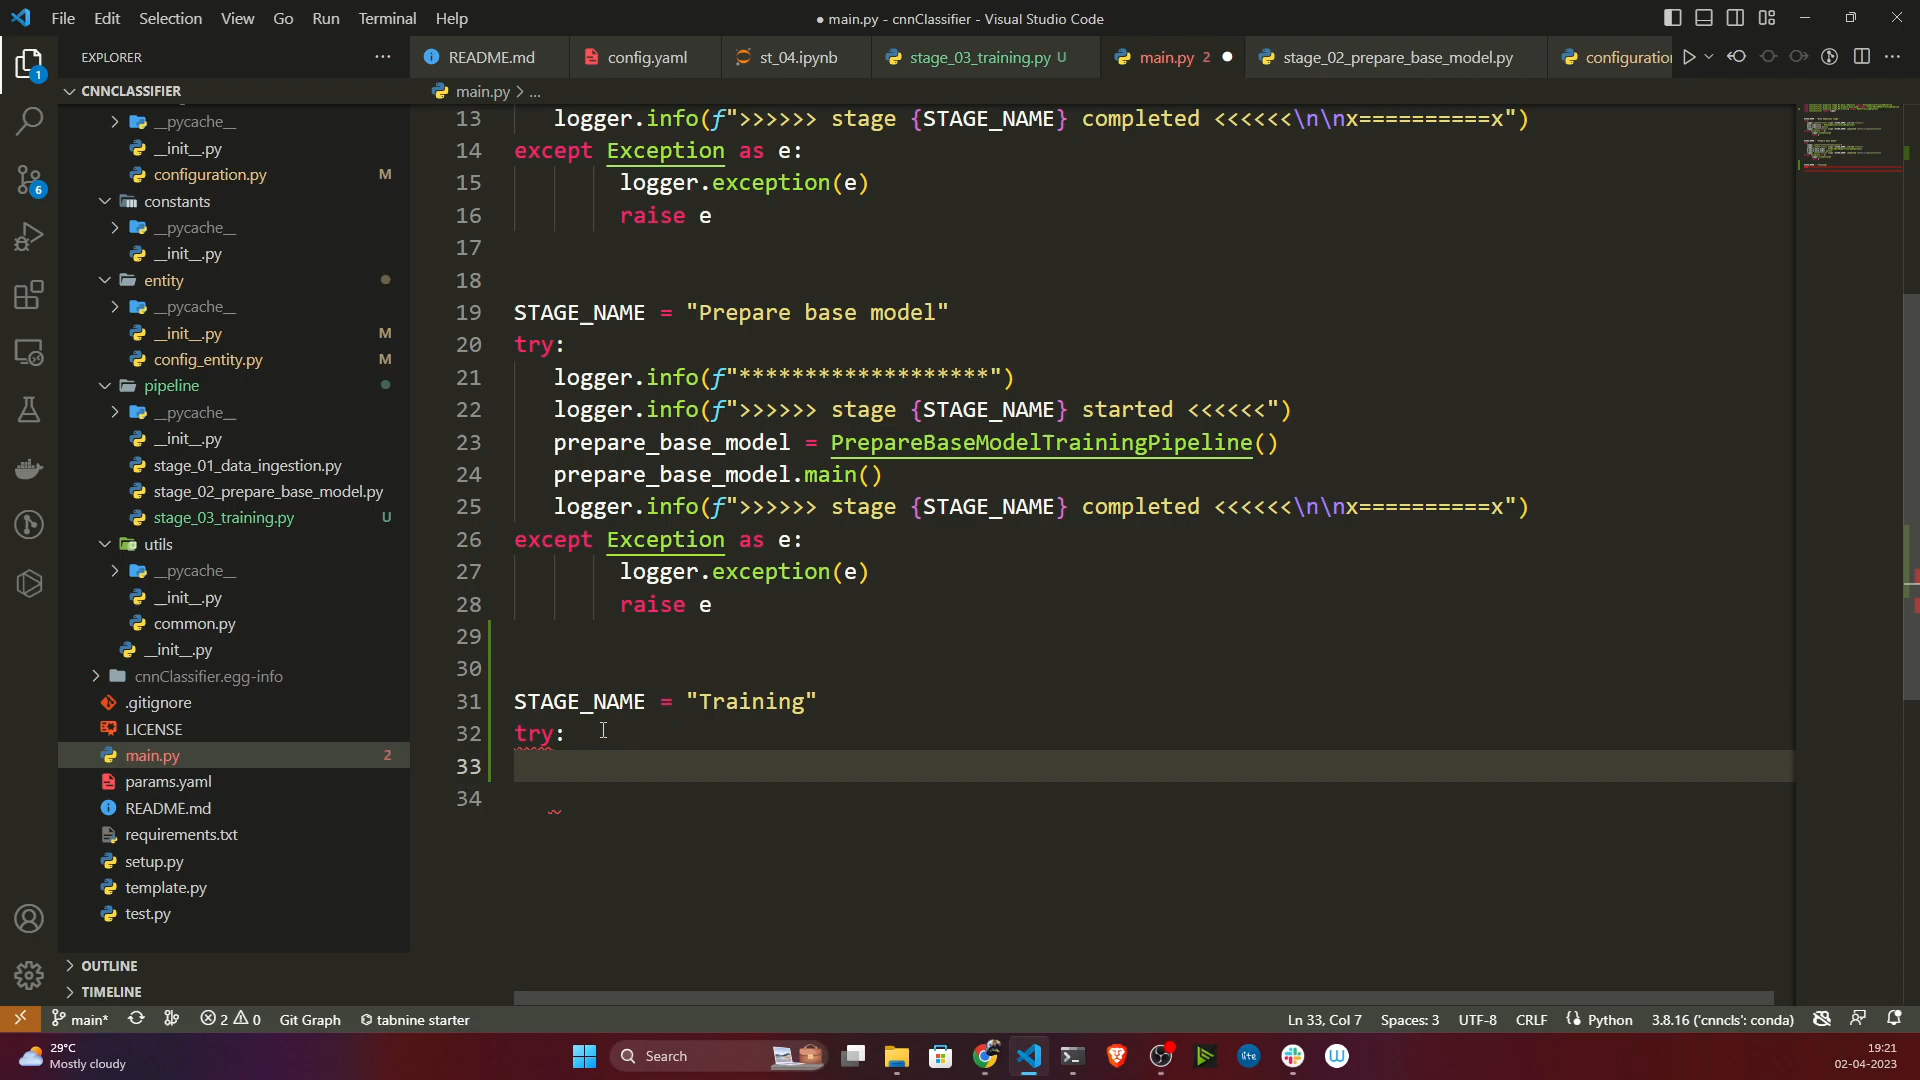 File Edit Selection View Go Run Terminal Help
● main.py - cnnClassifier - Visual Studio Code
EXPLORER
README.md
config.yaml
st_04.ipynb
stage_03_training.py U
main.py 2
stage_02_prepare_base_model.py
configuration
CNNCLASSIFIER
main.py > ...
__pycache__
__init__.py
configuration.py M
constants
__pycache__
__init__.py
entity
__pycache__
__init__.py M
config_entity.py M
pipeline
__pycache__
__init__.py
stage_01_data_ingestion.py
stage_02_prepare_base_model.py
stage_03_training.py U
utils
__pycache__
__init__.py
common.py
__init__.py
cnnClassifier.egg-info
.gitignore
LICENSE
main.py 2
params.yaml
README.md
requirements.txt
setup.py
template.py
test.py
OUTLINE
TIMELINE
1
6
13 logger.info(f">>>>>> stage {STAGE_NAME} completed <<<<<<\n\nx==========x")
14 except Exception as e:
15 logger.exception(e)
16 raise e
17
18
19 STAGE_NAME = "Prepare base model"
20 try:
21 logger.info(f"*******************")
22 logger.info(f">>>>>> stage {STAGE_NAME} started <<<<<<")
23 prepare_base_model = PrepareBaseModelTrainingPipeline()
24 prepare_base_model.main()
25 logger.info(f">>>>>> stage {STAGE_NAME} completed <<<<<<\n\nx==========x")
26 except Exception as e:
27 logger.exception(e)
28 raise e
29
30
31 STAGE_NAME = "Training"
32 try:
33
34
main* 2 0 Git Graph tabnine starter
Ln 33, Col 7 Spaces: 3 UTF-8 CRLF Python 3.8.16 ('cnncls': conda)
29°C
Mostly cloudy
Search
lite
19:21
02-04-2023